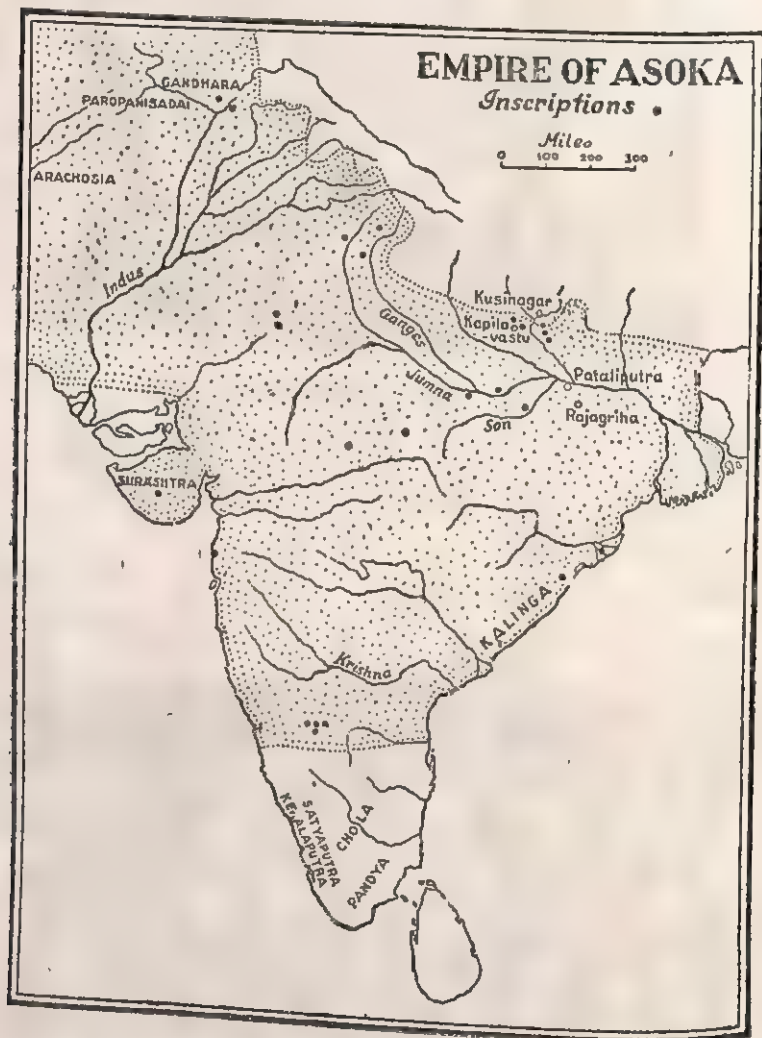 EMPIRE OF ASOKA
Inscriptions
Miles
0 100 200 300
GANDHARA
PAROPANISADAI
ARACHOSIA
Indus
Ganges
Jumna
Kusinagar
Kapila-
vastu
Pataliputra
Son
Rajagriha
SURASHTRA
KALINGA
Krishna
SATYAPUTRA
KERALAPUTRA
CHOLA
PANDYA